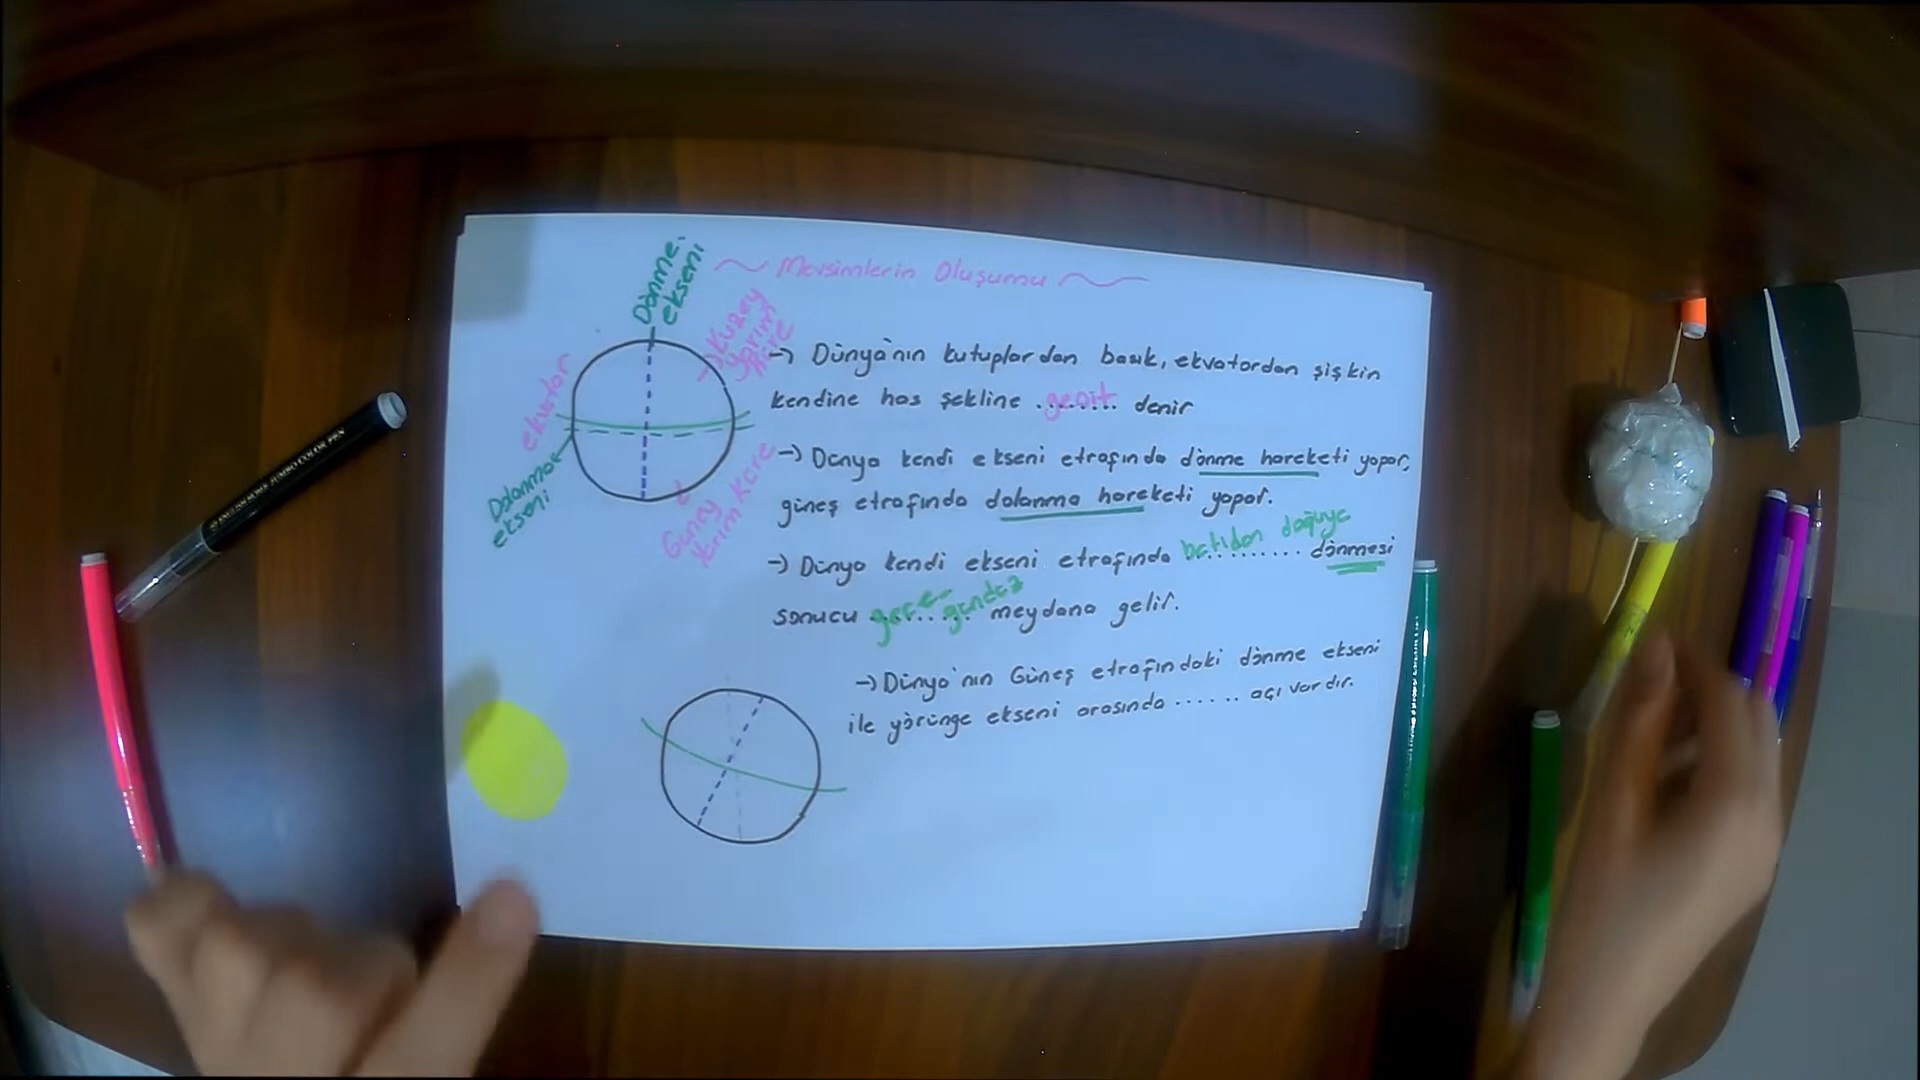 ~ Mevsimlerin Oluşumu ~
Dönme
ekseni
→ Kuzey
Yarım
Küre
ekvator
Dolanma
ekseni
Güney
Yarım Küre
→ Dünya'nın kutuplardan basık, ekvatordan şişkin
kendine has şekline ..geoit.. denir
→ Dünya kendi ekseni etrafında dönme hareketi yapar,
güneş etrafında dolanma hareketi yapar.
→ Dünya kendi ekseni etrafında batıdan doğuya dönmesi
sonucu gece-gündüz meydana gelir.
→ Dünya'nın Güneş etrafındaki dönme ekseni
ile yörünge ekseni arasında ...... açı vardır.